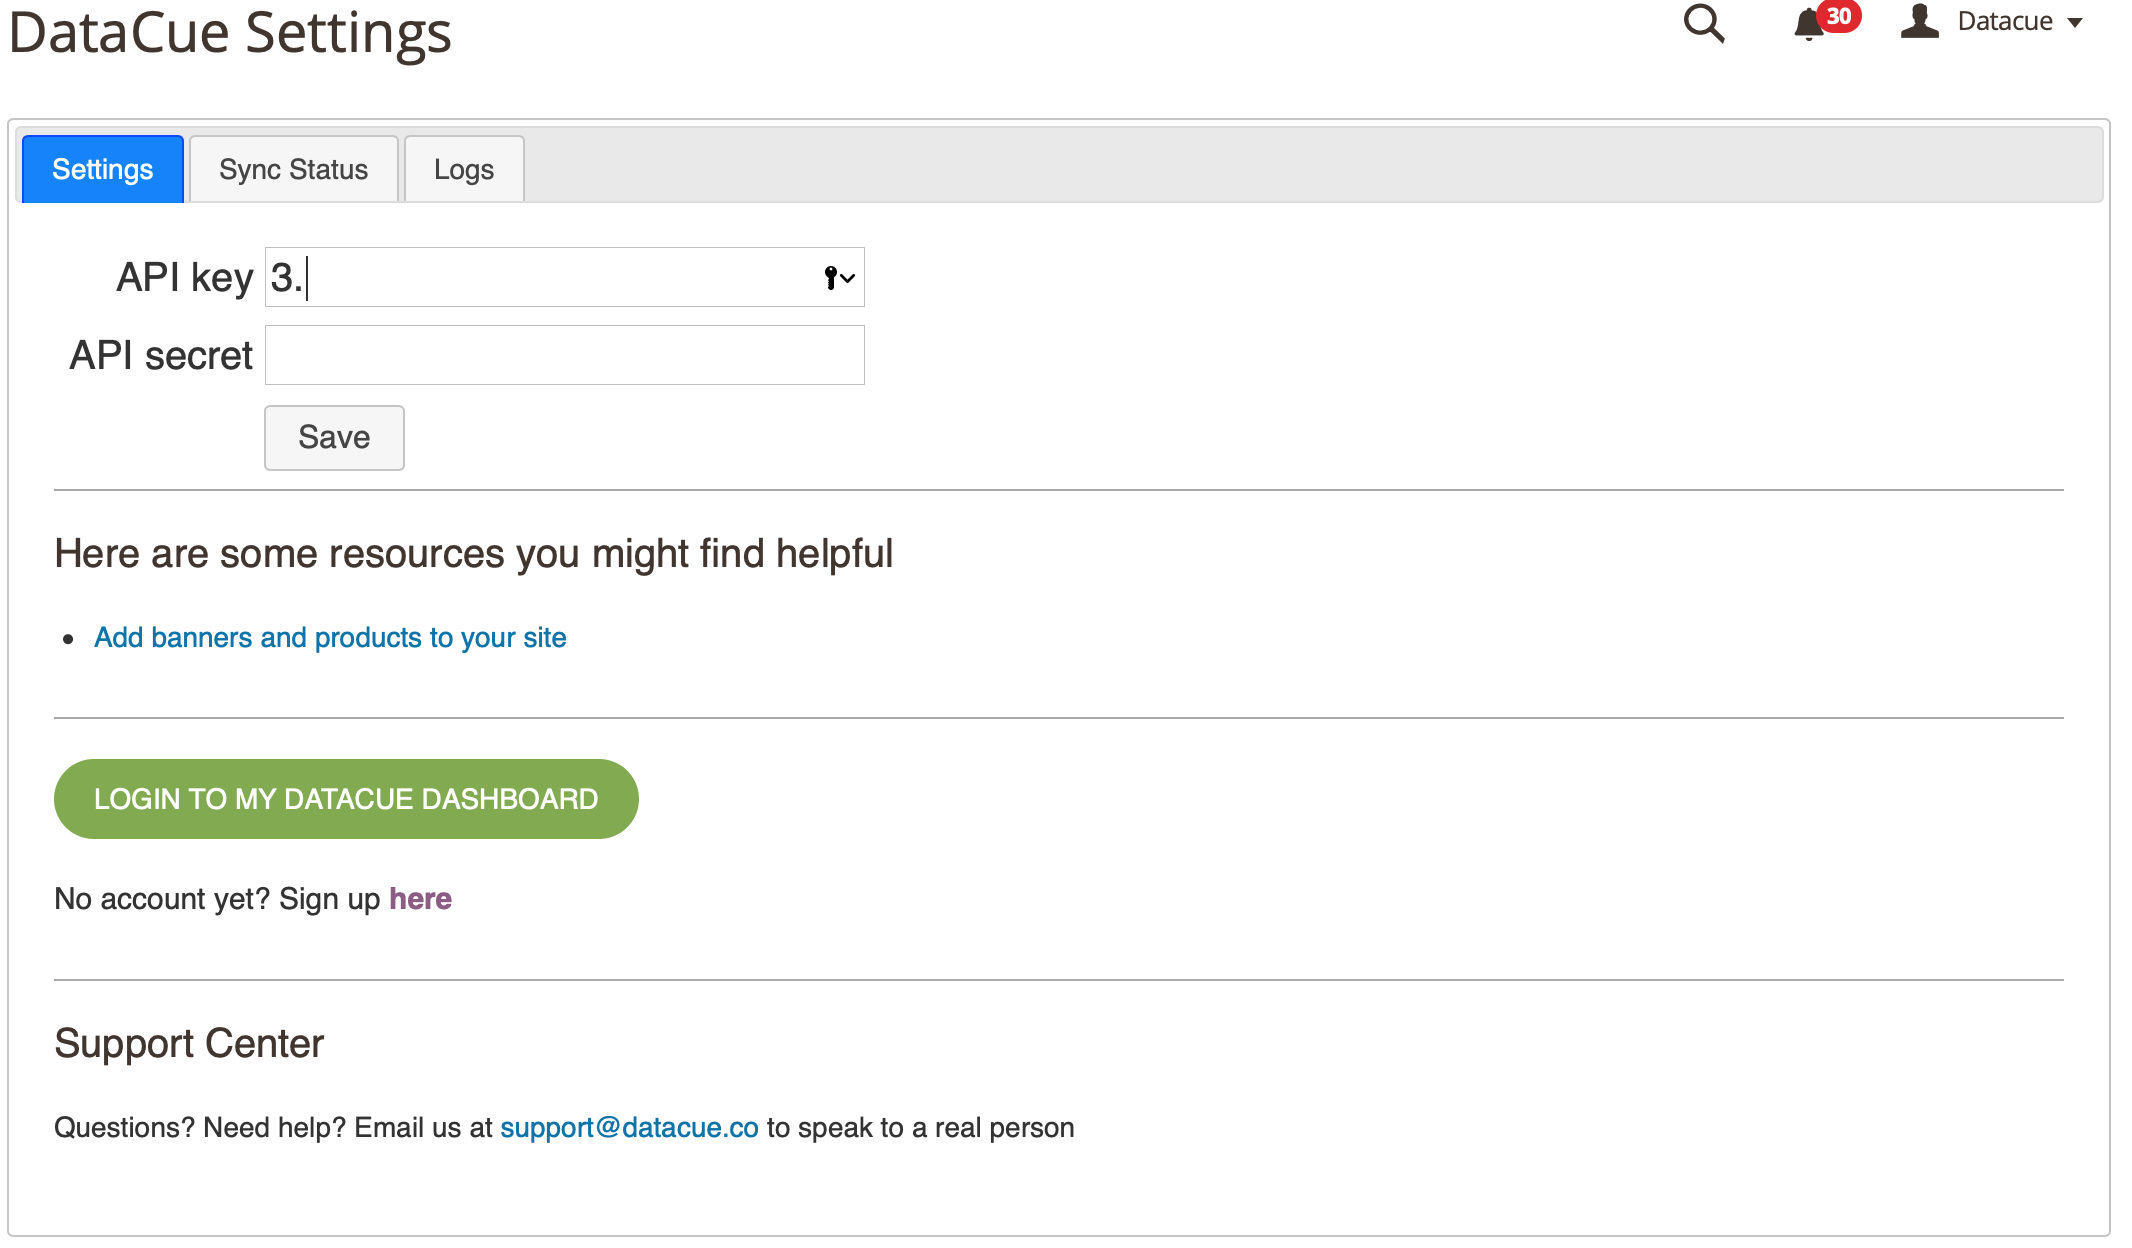 DataCue Settings
30
Datacue
Settings
Sync Status
Logs
API key
3.
API secret
Save
Here are some resources you might find helpful
Add banners and products to your site
LOGIN TO MY DATACUE DASHBOARD
No account yet? Sign up here
Support Center
Questions? Need help? Email us at support@datacue.co to speak to a real person